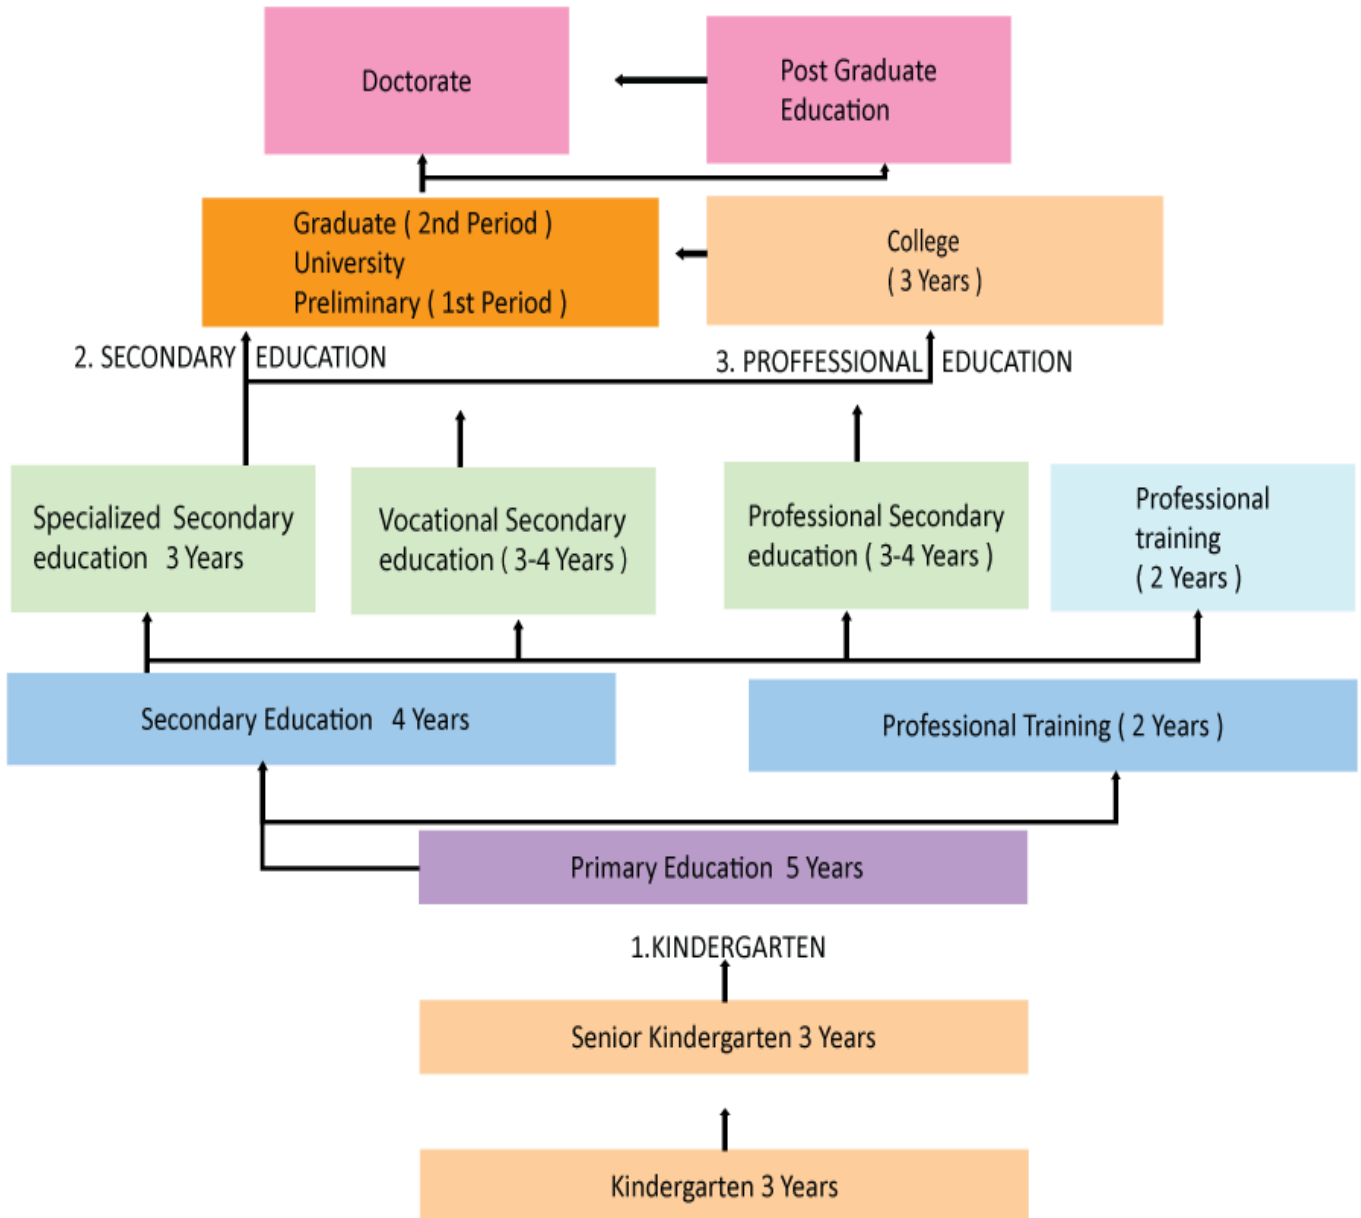 Doctorate
Post Graduate
Education
Graduate ( 2nd Period )
University
Preliminary ( 1st Period )
College
( 3 Years )
2. SECONDARY EDUCATION
3. PROFFESSIONAL EDUCATION
Specialized Secondary
education 3 Years
Vocational Secondary
education ( 3-4 Years )
Professional Secondary
education ( 3-4 Years )
Professional
training
( 2 Years )
Secondary Education 4 Years
Professional Training ( 2 Years )
Primary Education 5 Years
1.KINDERGARTEN
Senior Kindergarten 3 Years
Kindergarten 3 Years